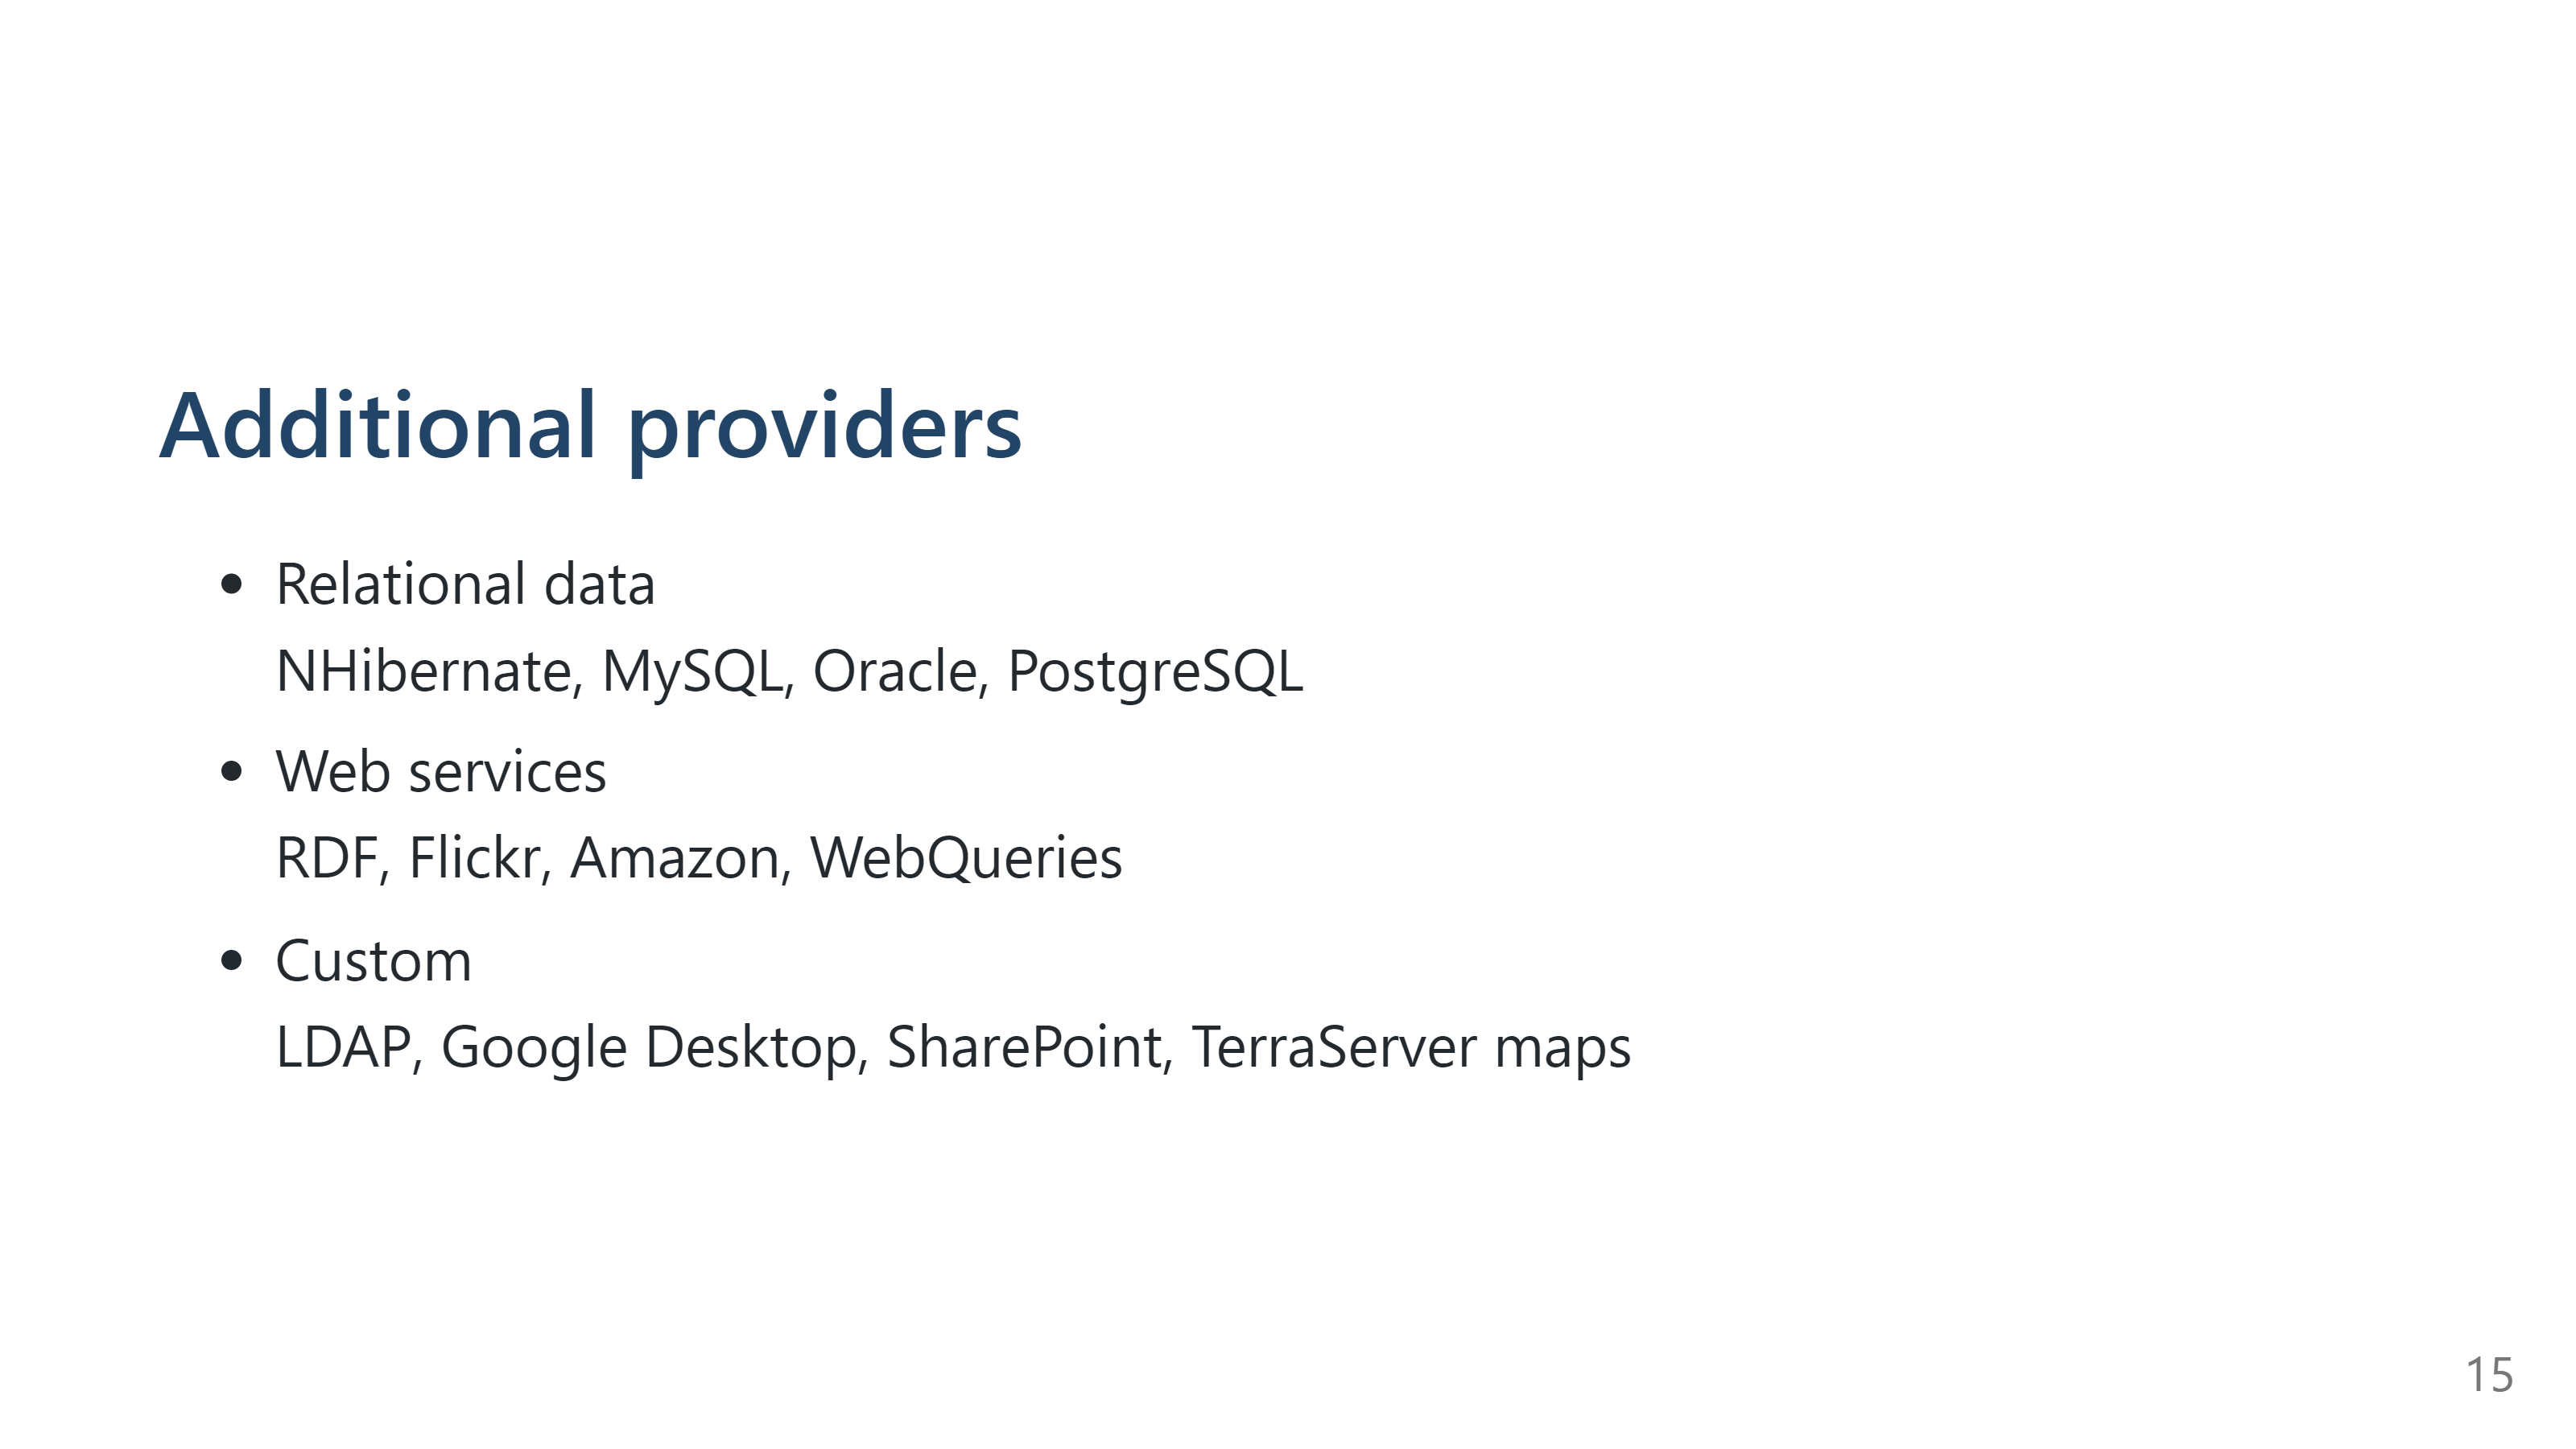 Additional providers
• Relational data
NHibernate, MySQL, Oracle, PostgreSQL
• Web services
RDF, Flickr, Amazon, WebQueries
• Custom
LDAP, Google Desktop, SharePoint, TerraServer maps
15